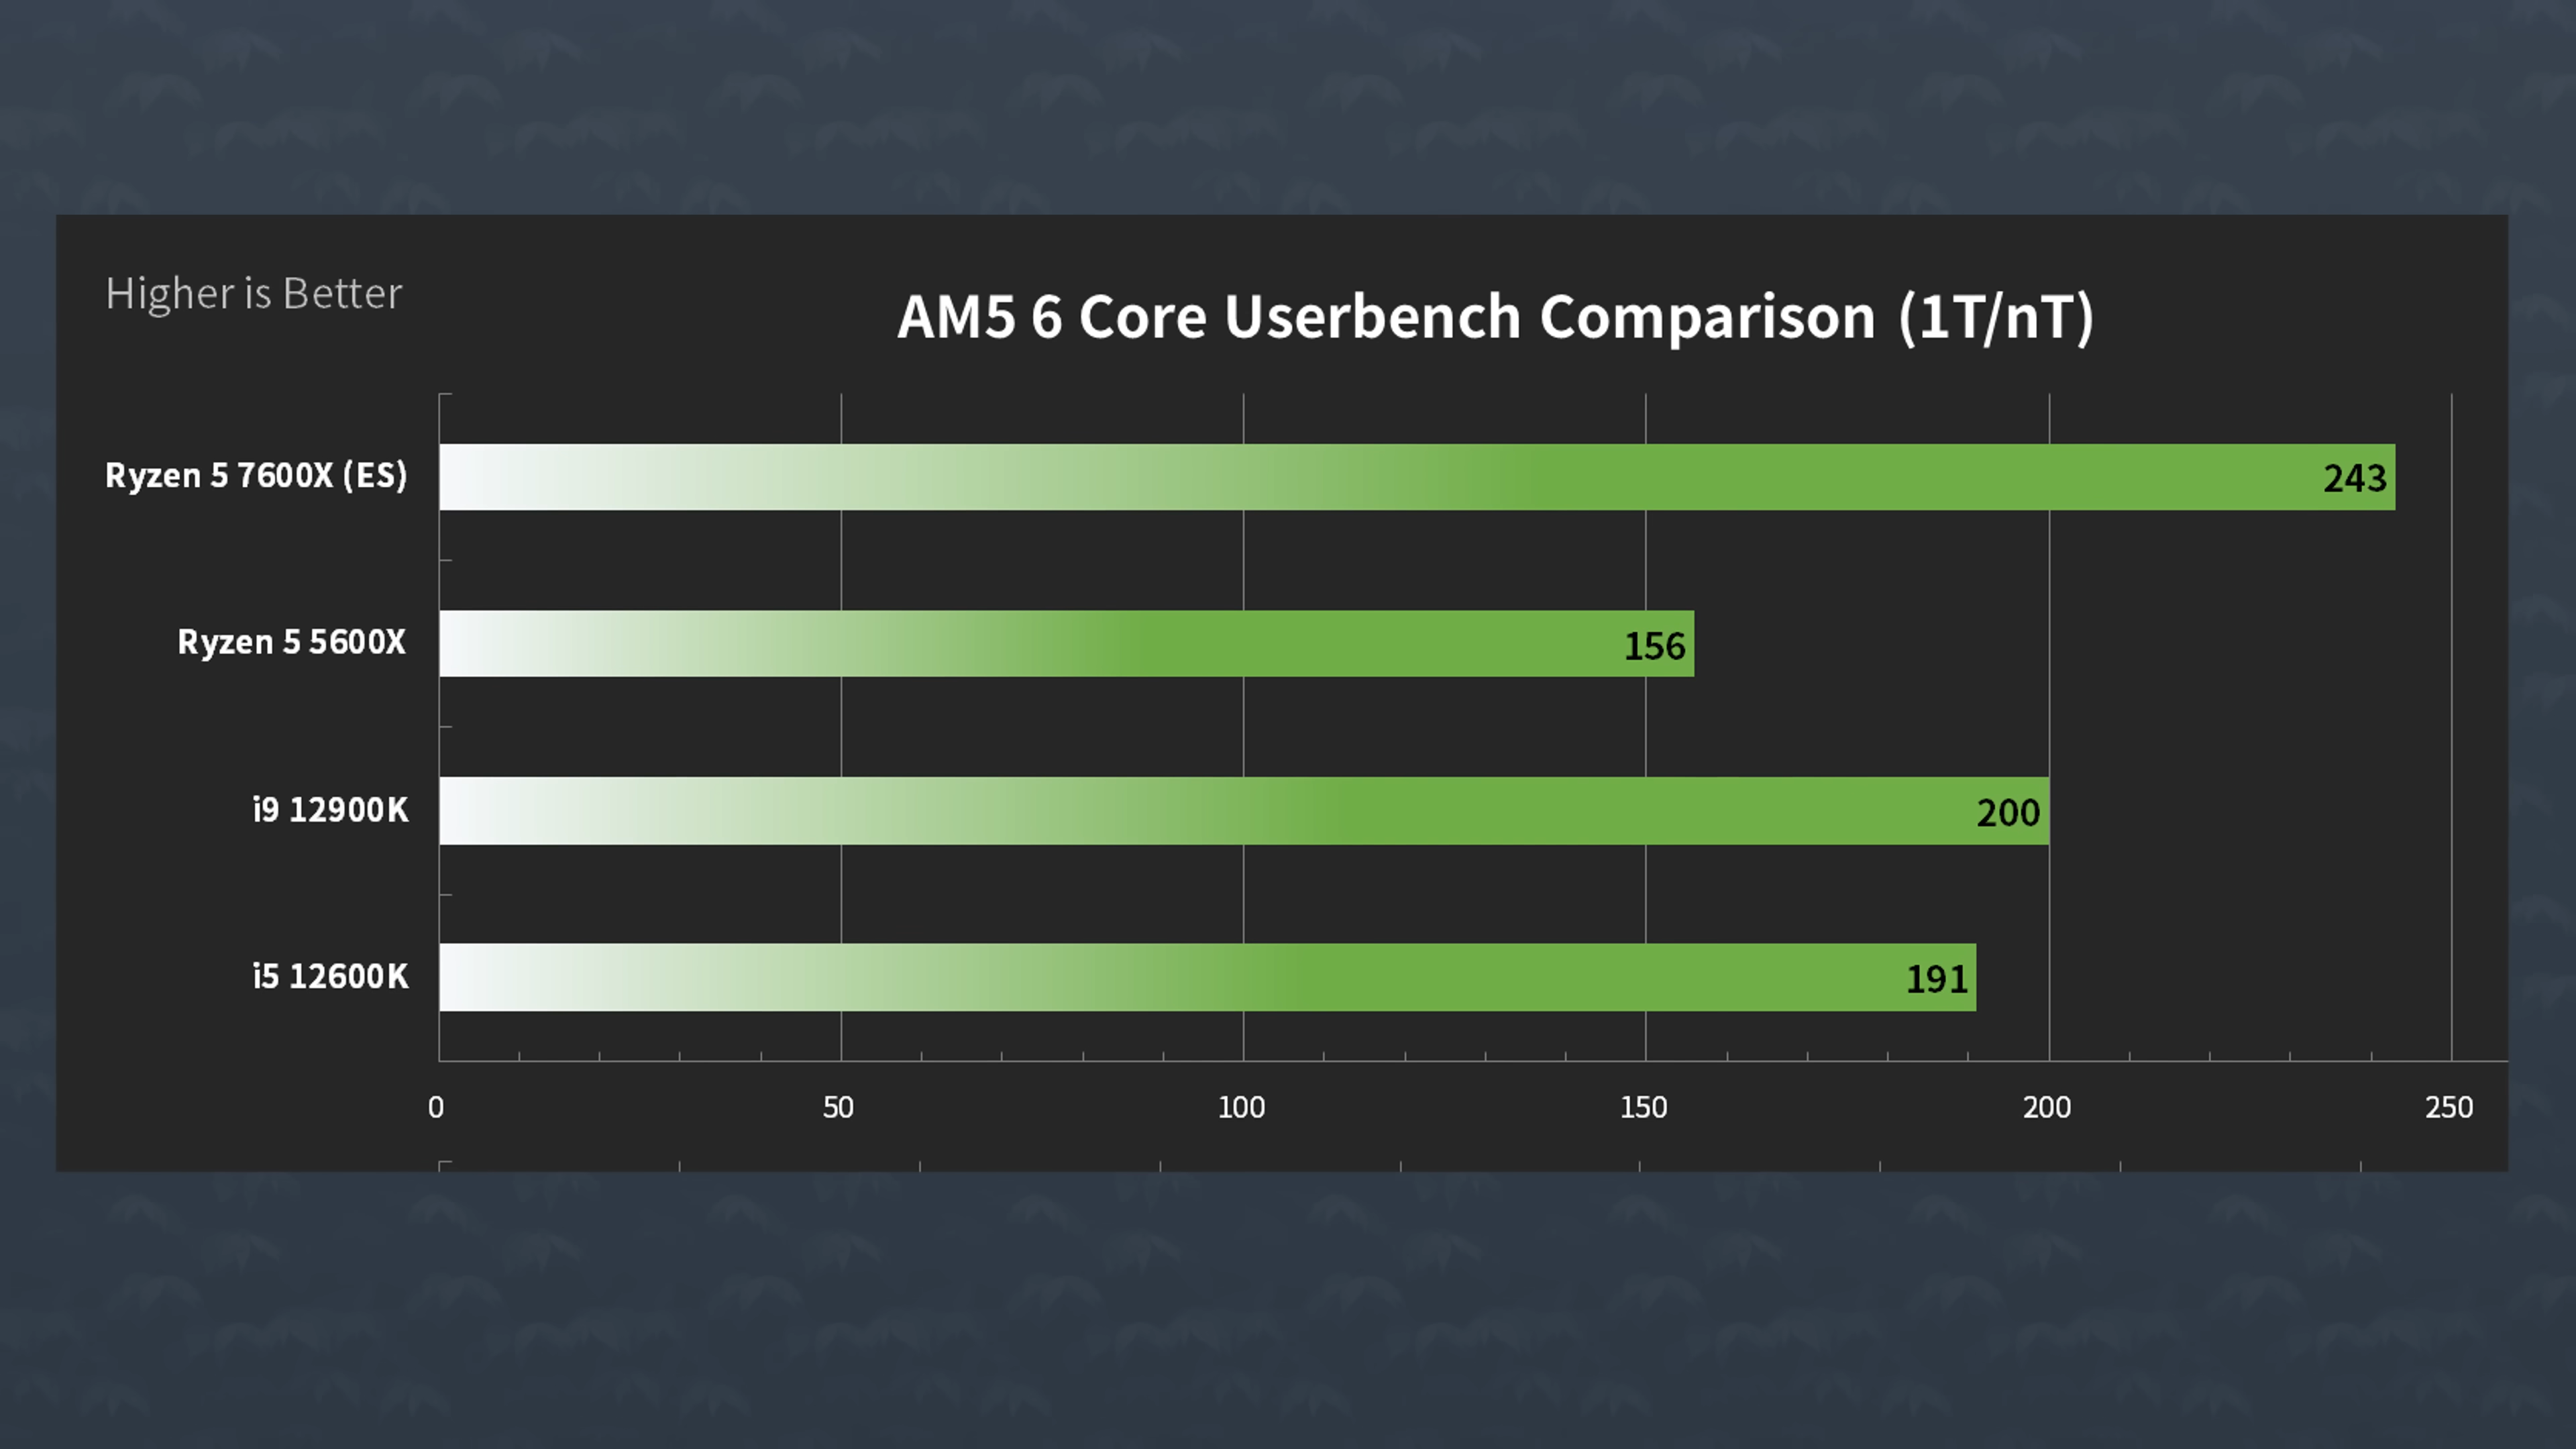 Higher is Better
AM5 6 Core Userbench Comparison (1T/nT)
Ryzen 5 7600X (ES)
243
Ryzen 5 5600X
156
i9 12900K
200
i5 12600K
191
0 50 100 150 200 250